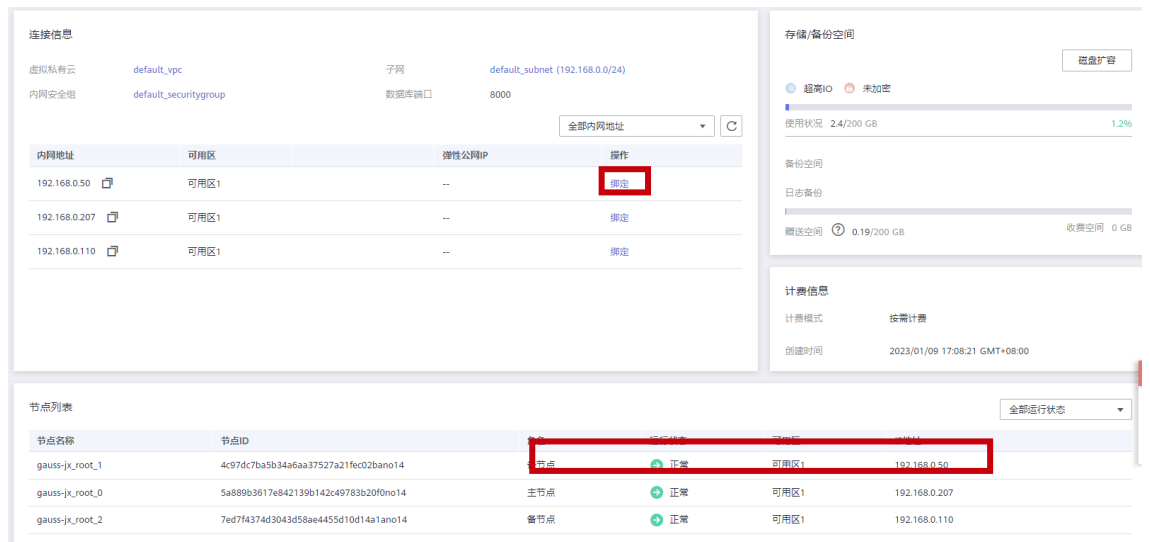 连接信息
虚拟私有云 default_vpc 子网 default_subnet (192.168.0.0/24)
内网安全组 default_securitygroup 数据库端口 8000
全部内网地址
内网地址 可用区 弹性公网IP 操作
192.168.0.50 可用区1 -- 绑定
192.168.0.207 可用区1 -- 绑定
192.168.0.110 可用区1 -- 绑定
存储/备份空间
磁盘扩容
超高IO 未加密
使用状况 2.4/200 GB 1.2%
备份空间
日志备份
赠送空间 0.19/200 GB 收费空间 0 GB
计费信息
计费模式 按需计费
创建时间 2023/01/09 17:08:21 GMT+08:00
节点列表
全部运行状态
节点名称 节点ID
gauss-jx_root_1 4c97dc7ba5b34a6aa37527a21fec02bano14 正常 可用区1 192.168.0.50
gauss-jx_root_0 5a889b3617e842139b142c49783b20f0no14 主节点 正常 可用区1 192.168.0.207
gauss-jx_root_2 7ed7f4374d3043d58ae4455d10d14a1ano14 备节点 正常 可用区1 192.168.0.110